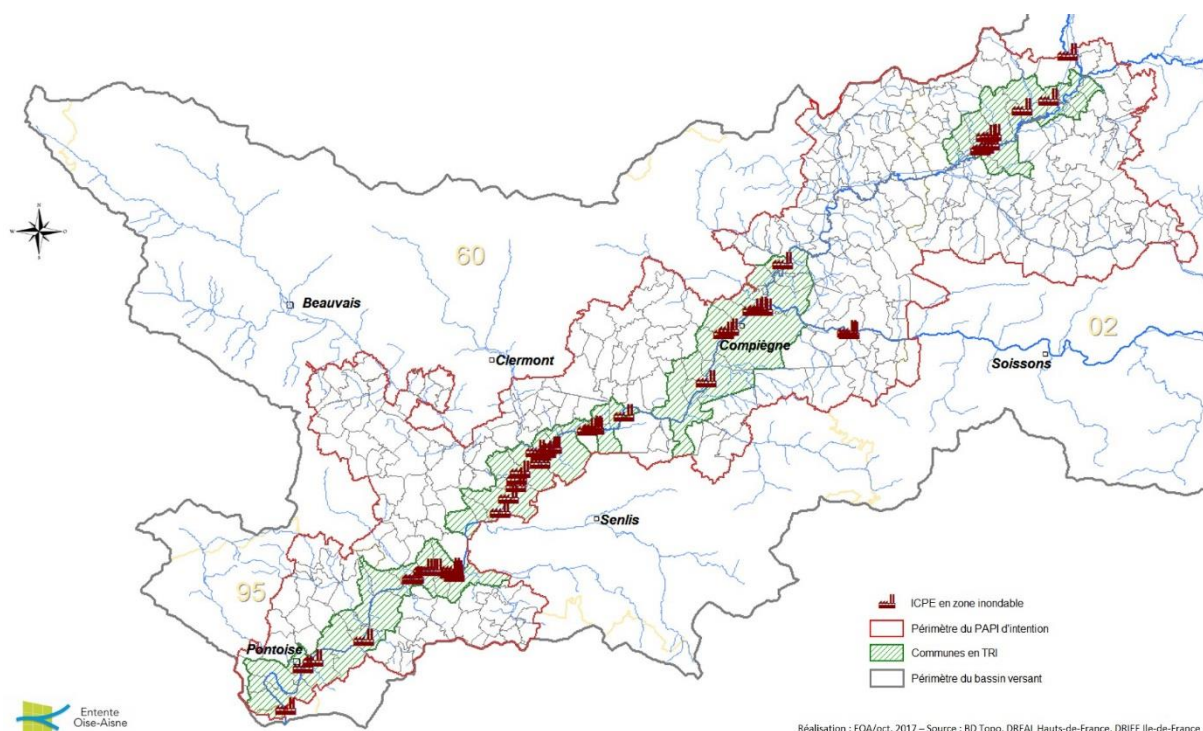 N
60
Beauvais
Clermont
Compiègne
Soissons
02
Senlis
95
Pontoise
ICPE en zone inondable
Périmètre du PAPI d'intention
Communes en TRI
Périmètre du bassin versant
Entente
Oise-Aisne
Réalisation : EOA/oct. 2017 – Source : BD Topo, DREAL Hauts-de-France, DRIEE Ile-de-France